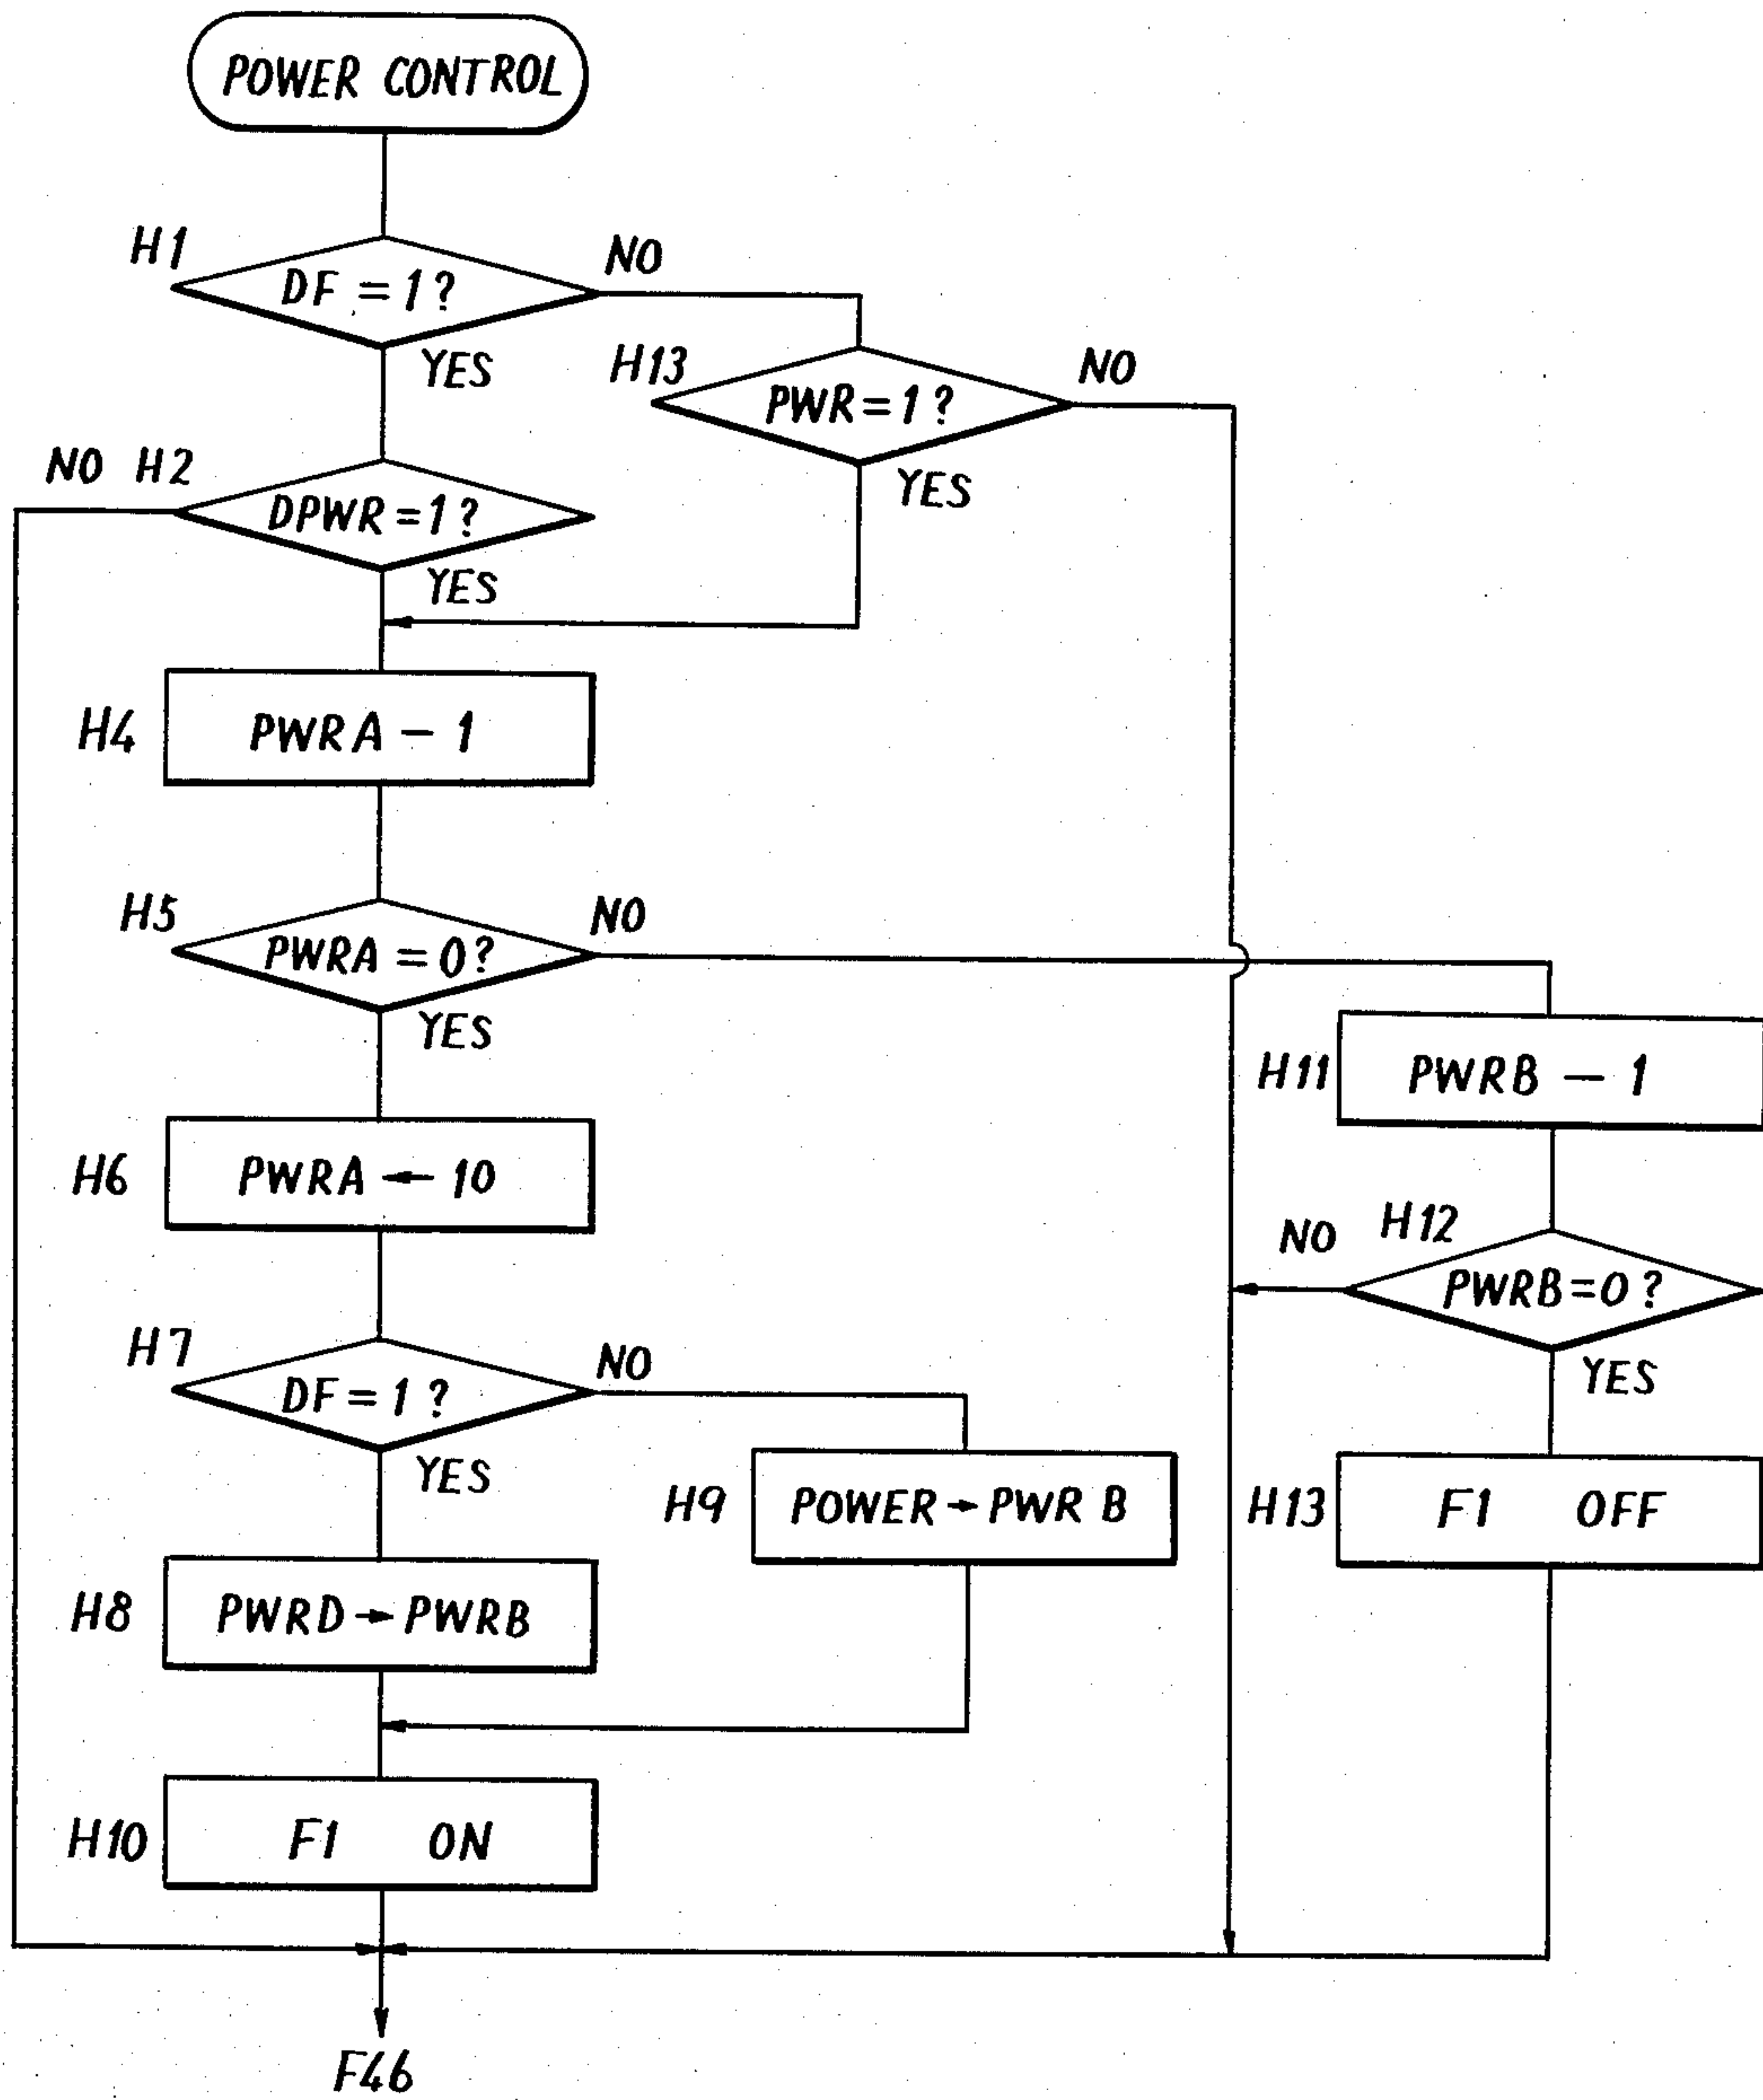 POWER CONTROL
H1
DF = 1 ?
NO
YES
H13
PWR = 1 ?
NO
YES
NO H2
DPWR = 1 ?
YES
H4
PWRA – 1
H5
PWRA = 0 ?
NO
YES
H11
PWRB – 1
H6
PWRA ← 10
NO
H12
PWRB = 0 ?
YES
H7
DF = 1 ?
NO
YES
H9
POWER → PWR B
H13
F1 OFF
H8
PWRD → PWRB
H10
F1 ON
F46